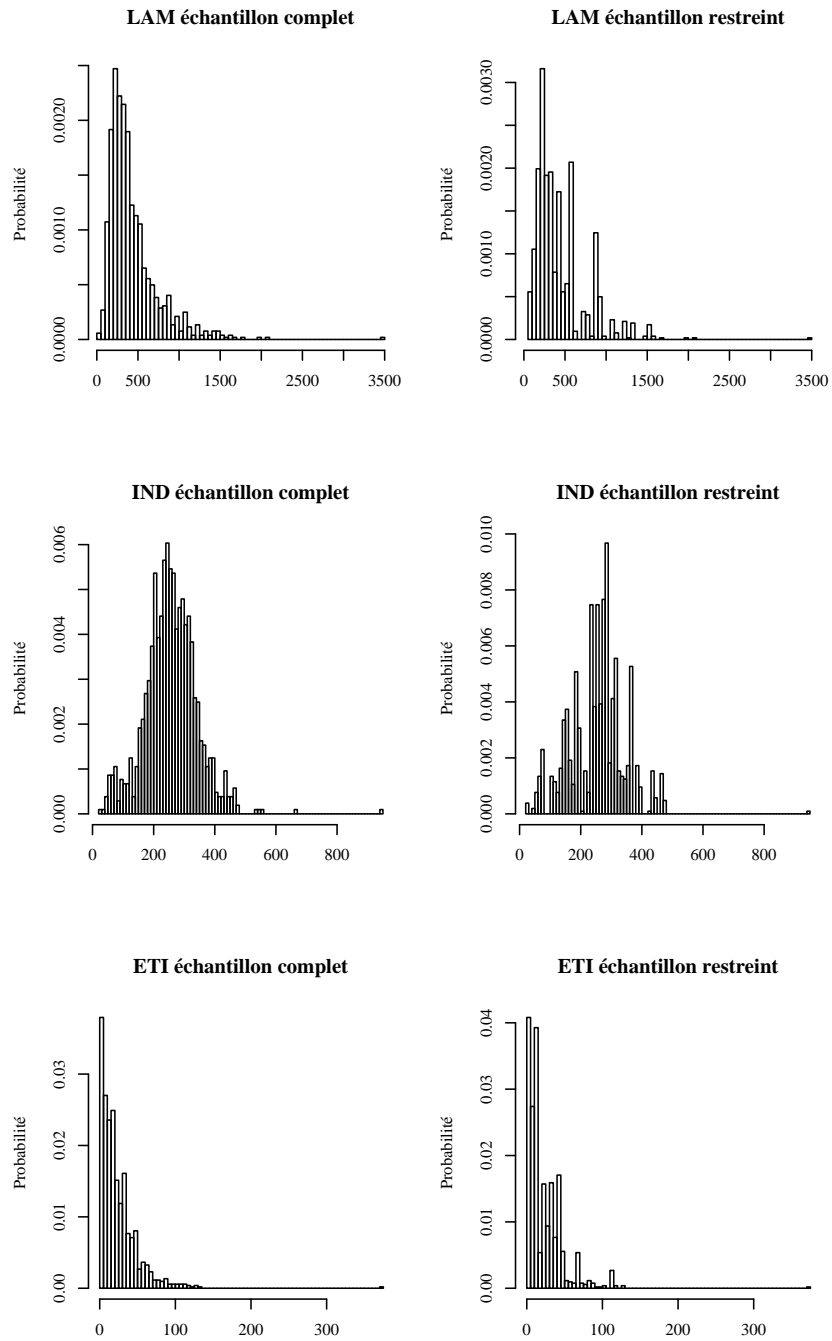 LAM échantillon complet
LAM échantillon restreint
Probabilité
0.0000 0.0010 0.0020
0 500 1500 2500 3500
Probabilité
0.0000 0.0010 0.0020 0.0030
0 500 1500 2500 3500
IND échantillon complet
IND échantillon restreint
Probabilité
0.000 0.002 0.004 0.006
0 200 400 600 800
Probabilité
0.000 0.002 0.004 0.006 0.008 0.010
0 200 400 600 800
ETI échantillon complet
ETI échantillon restreint
Probabilité
0.00 0.01 0.02 0.03
0 100 200 300
Probabilité
0.00 0.01 0.02 0.03 0.04
0 100 200 300